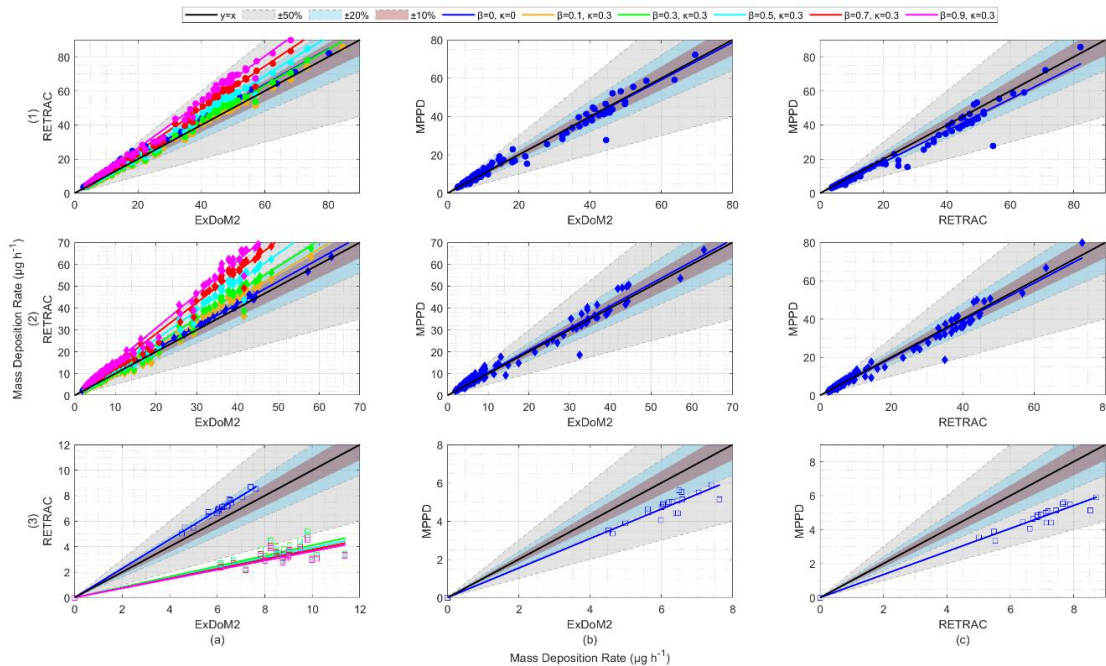 y=x ±50% ±20% ±10% β=0, κ=0 β=0.1, κ=0.3 β=0.3, κ=0.3 β=0.5, κ=0.3 β=0.7, κ=0.3 β=0.9, κ=0.3
Mass Deposition Rate (µg h⁻¹)
(1)
RETRAC
80
60
40
20
0
0 20 40 60 80
ExDoM2
MPPD
80
60
40
20
0
0 20 40 60 80
ExDoM2
MPPD
80
60
40
20
0
0 20 40 60 80
RETRAC
(2)
RETRAC
70
60
50
40
30
20
10
0
0 10 20 30 40 50 60 70
ExDoM2
MPPD
70
60
50
40
30
20
10
0
0 10 20 30 40 50 60 70
ExDoM2
MPPD
80
60
40
20
0
0 20 40 60 80
RETRAC
(3)
RETRAC
12
10
8
6
4
2
0
0 2 4 6 8 10 12
ExDoM2
(a)
MPPD
8
6
4
2
0
0 2 4 6 8
ExDoM2
(b)
MPPD
8
6
4
2
0
0 2 4 6 8
RETRAC
(c)
Mass Deposition Rate (µg h⁻¹)